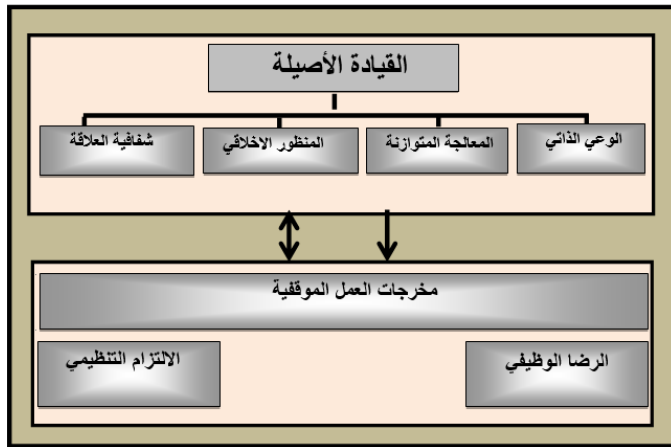 القيادة الأصيلة
الوعي الذاتي
المعالجة المتوازنة
المنظور الاخلاقي
شفافية العلاقة
مخرجات العمل الموقفية
الرضا الوظيفي
الالتزام التنظيمي